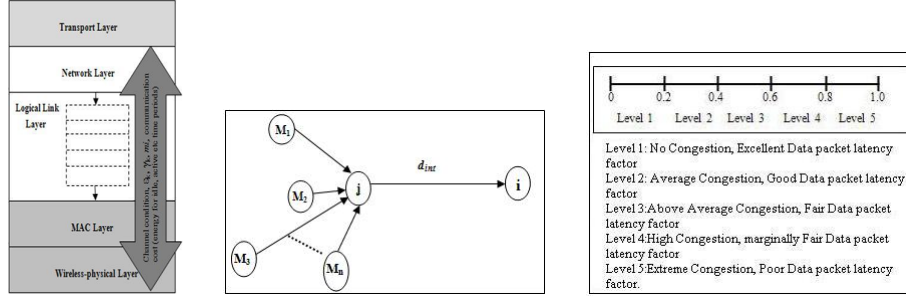 Transport Layer
Network Layer
Logical Link
Layer
MAC Layer
Wireless-physical Layer
Channel condition, communication
cost (energy for idle, active etc time periods)
M1
M2
M3
Mn
j
dint
i
0 0.2 0.4 0.6 0.8 1.0
Level 1 Level 2 Level 3 Level 4 Level 5
Level 1: No Congestion, Excellent Data packet latency
factor
Level 2: Average Congestion, Good Data packet latency
factor
Level 3:Above Average Congestion, Fair Data packet
latency factor
Level 4:High Congestion, marginally Fair Data packet
latency factor
Level 5:Extreme Congestion, Poor Data packet latency
factor.